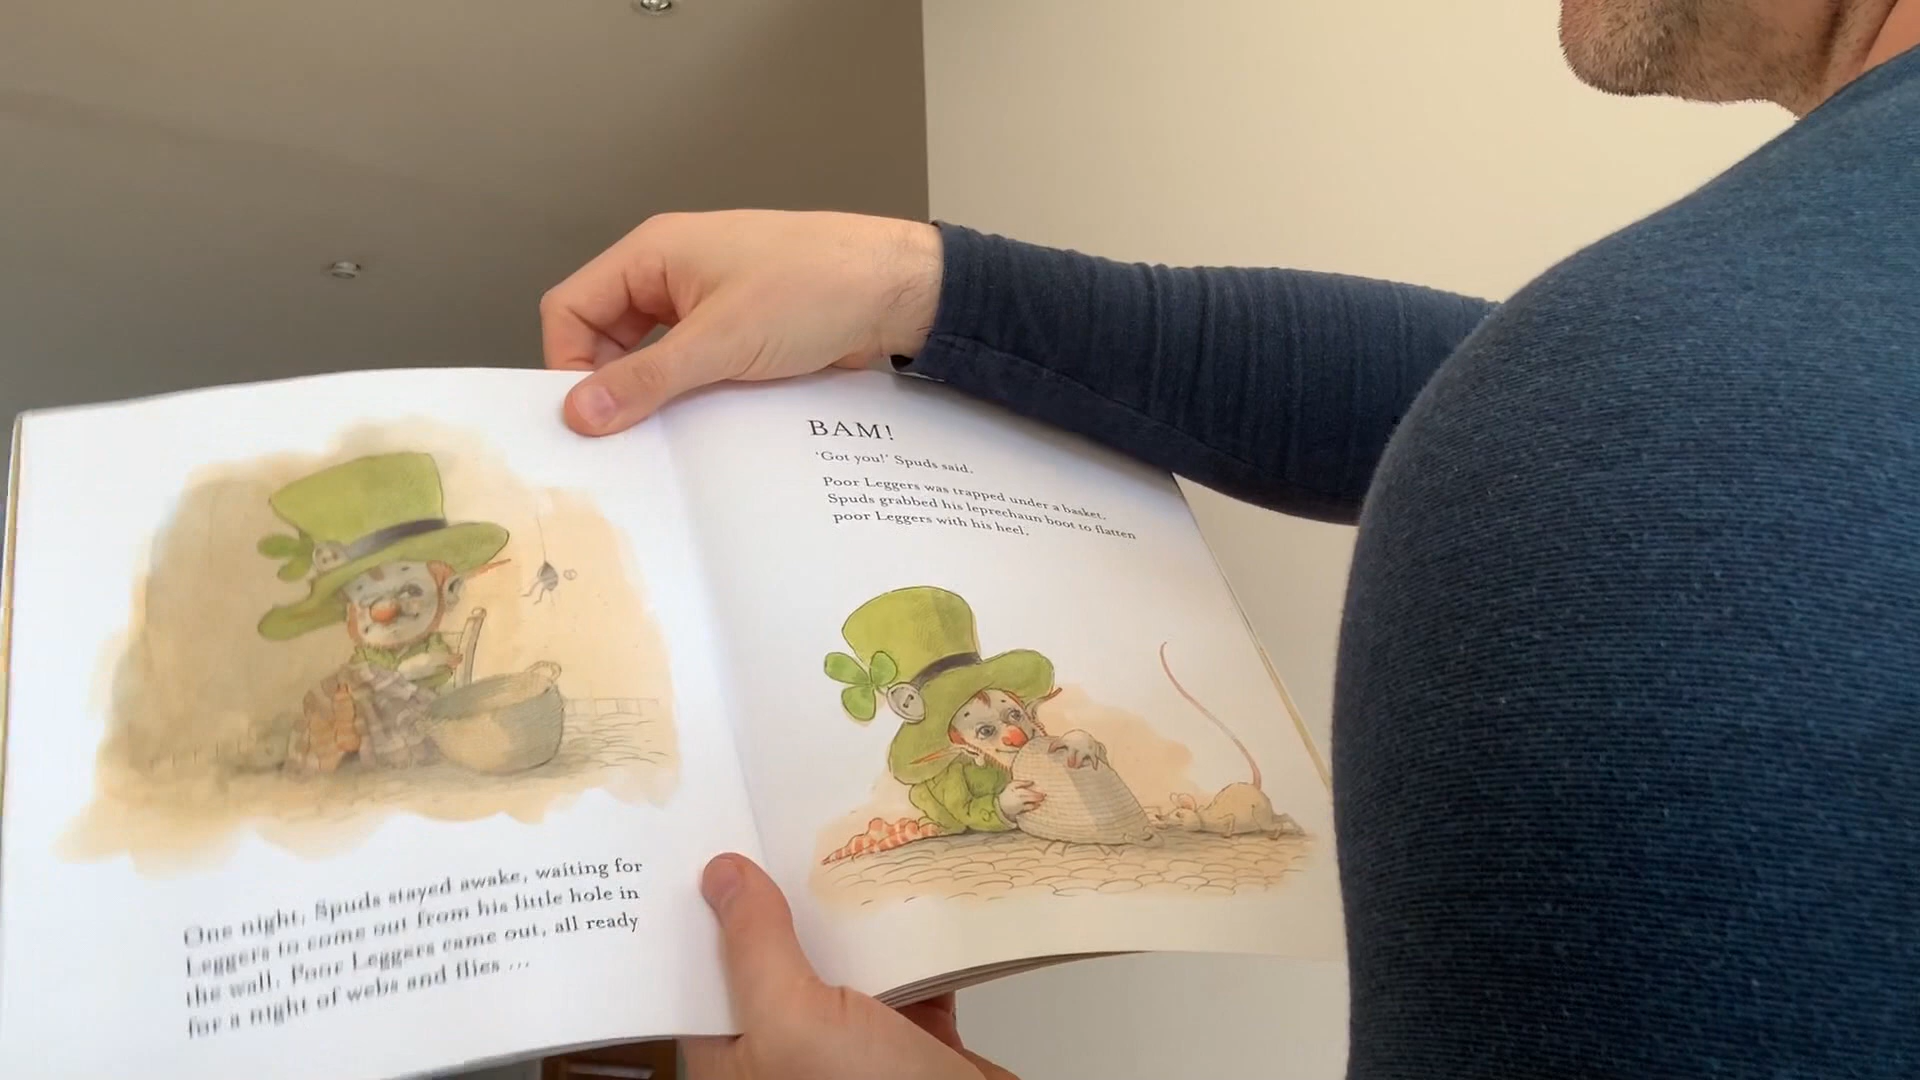 One night, Spuds stayed awake, waiting for
Leggers to come out from his little hole in
the wall. Poor Leggers came out, all ready
for a night of webs and flies ...
BAM!
‘Got you!’ Spuds said.
Poor Leggers was trapped under a basket.
Spuds grabbed his leprechaun boot to flatten
poor Leggers with his heel.